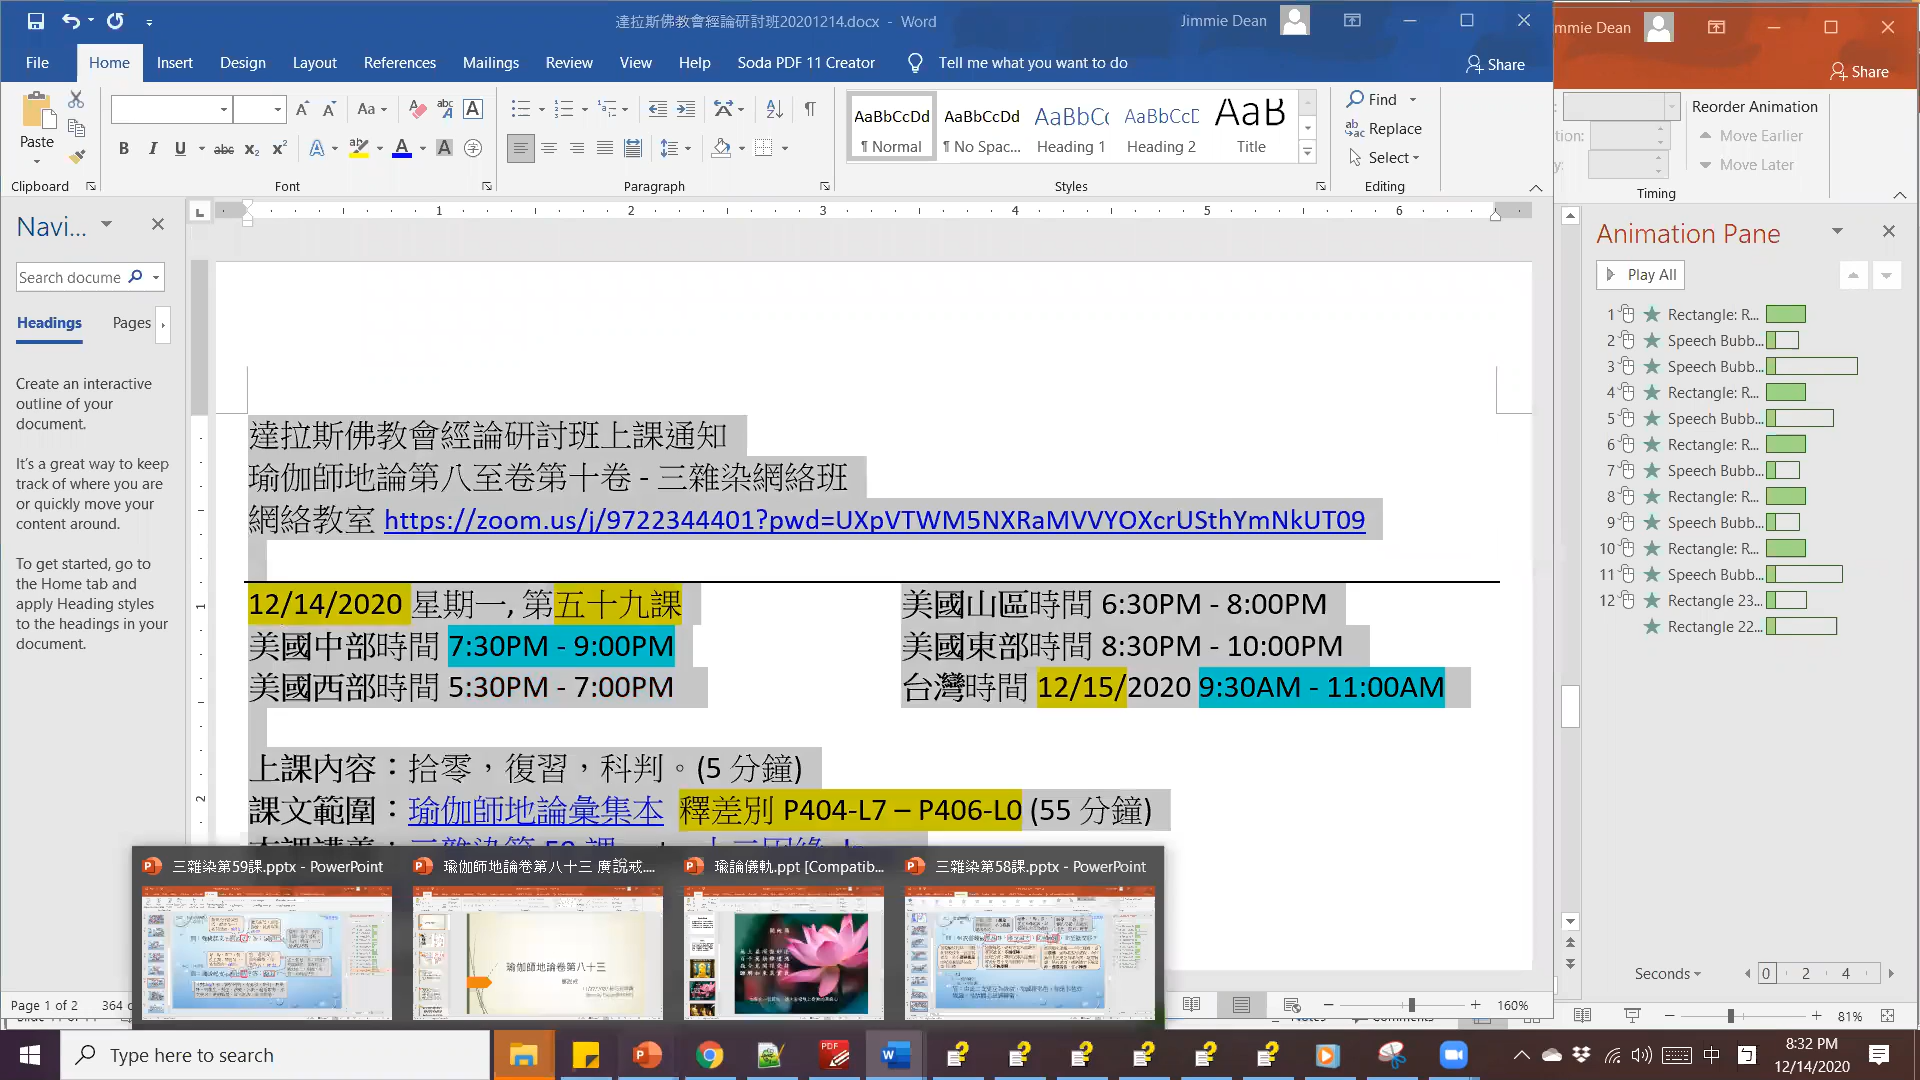 達拉斯佛教會經論研討班20201214.docx - Word
Jimmie Dean
mmie Dean
File Home Insert Design Layout References Mailings Review View Help Soda PDF 11 Creator Tell me what you want to do Share
Share
Paste
Clipboard
Font
Paragraph
AaBbCcDd ¶ Normal
AaBbCcDd ¶ No Spac...
AaBbCc Heading 1
AaBbCcD Heading 2
AaB Title
Styles
Find
Replace
Select
Editing
Reorder Animation
Move Earlier
Move Later
Timing
Navi...
Search docume
Headings Pages
Create an interactive
outline of your
document.
It's a great way to keep
track of where you are
or quickly move your
content around.
To get started, go to
the Home tab and
apply Heading styles
to the headings in your
document.
達拉斯佛教會經論研討班上課通知
瑜伽師地論第八至卷第十卷 - 三雜染網絡班
網絡教室 https://zoom.us/j/9722344401?pwd=UXpVTWM5NXRaMVVYOXcrUSthYmNkUT09
12/14/2020 星期一, 第五十九課
美國中部時間 7:30PM - 9:00PM
美國西部時間 5:30PM - 7:00PM
美國山區時間 6:30PM - 8:00PM
美國東部時間 8:30PM - 10:00PM
台灣時間 12/15/2020 9:30AM - 11:00AM
上課內容：拾零，復習，科判。(5 分鐘)
課文範圍：瑜伽師地論彙集本 釋差別 P404-L7 – P406-L0 (55 分鐘)
Animation Pane
Play All
1 Rectangle: R...
2 Speech Bubb...
3 Speech Bubb...
4 Rectangle: R...
5 Speech Bubb...
6 Rectangle: R...
7 Speech Bubb...
8 Rectangle: R...
9 Speech Bubb...
10 Rectangle: R...
11 Speech Bubb...
12 Rectangle 23...
Rectangle 22...
Seconds 0 2 4
三雜染第59課.pptx - PowerPoint
瑜伽師地論卷第八十三 廣說戒....
瑜論儀軌.ppt [Compatib...
三雜染第58課.pptx - PowerPoint
瑜伽師地論卷第八十三
Page 1 of 2 364 c
160%
81%
Type here to search
中
8:32 PM
12/14/2020